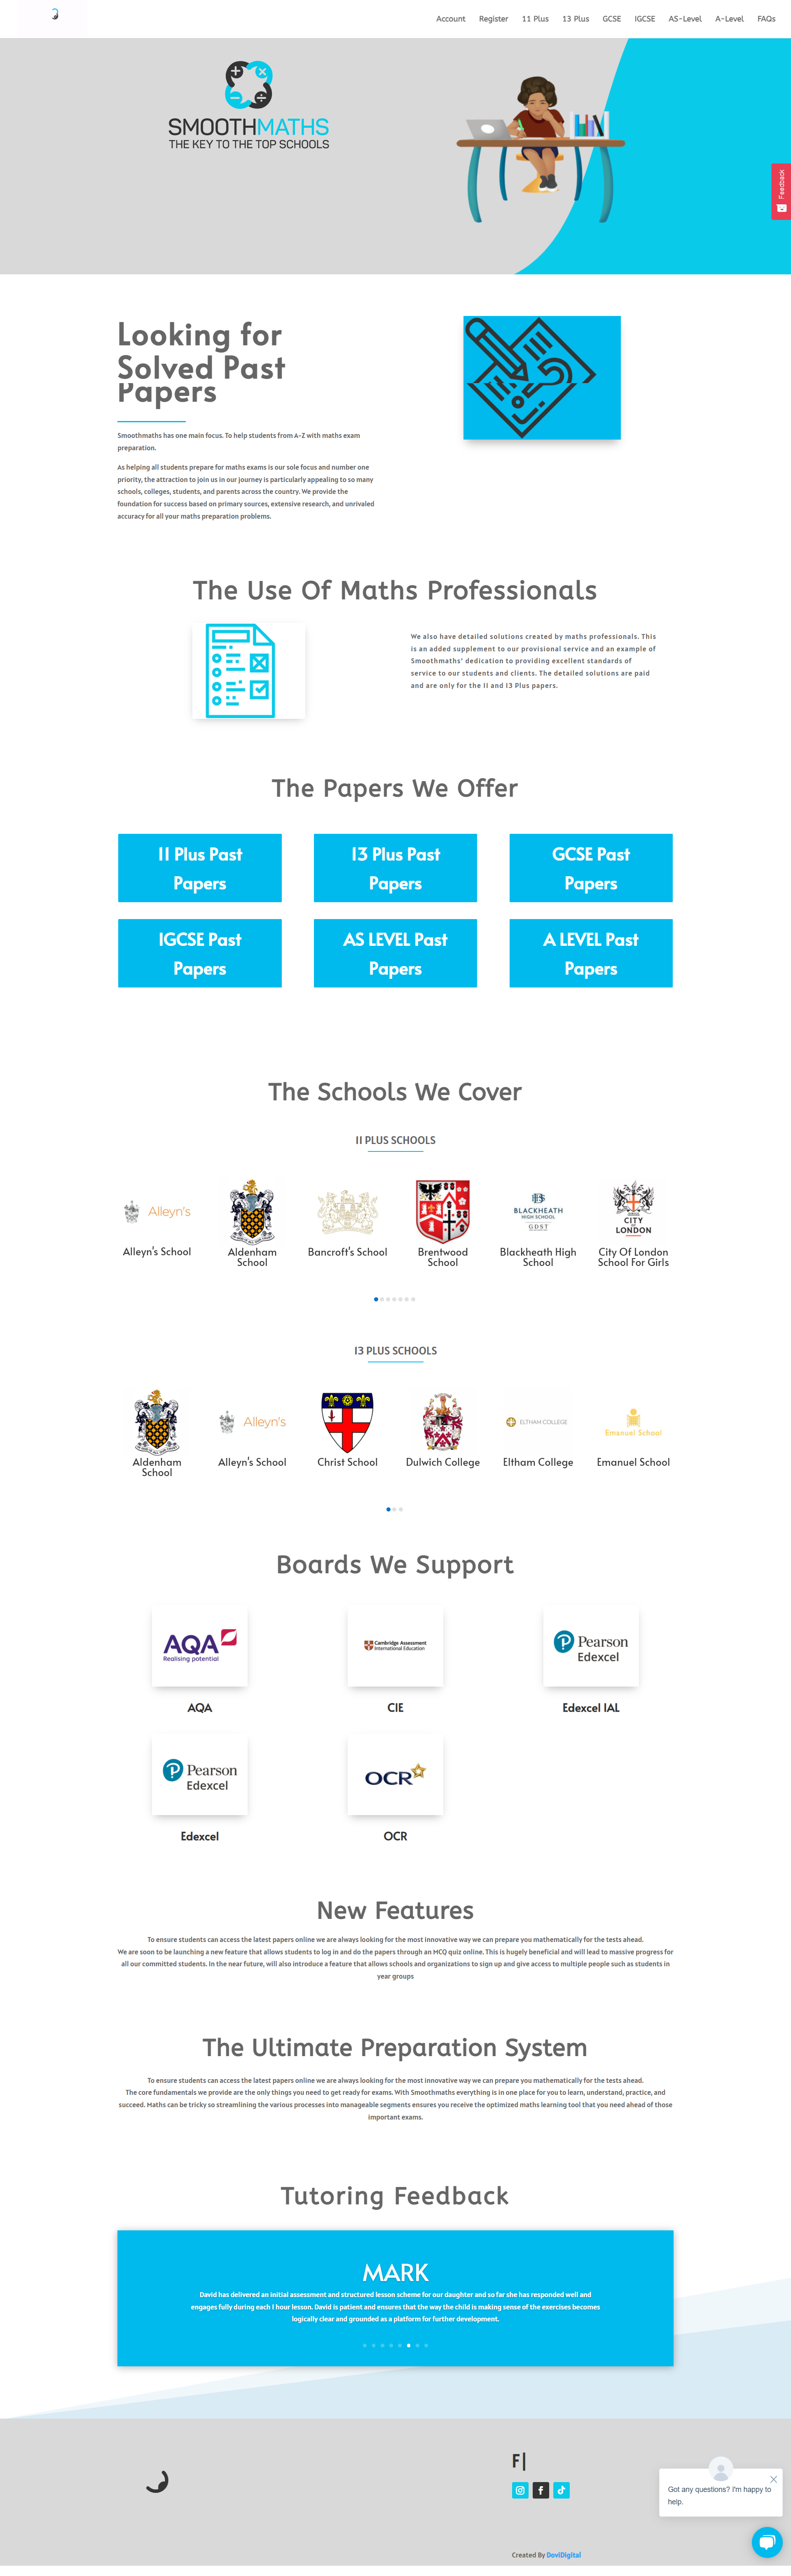 Account Register 11 Plus 13 Plus GCSE IGCSE AS-Level A-Level FAQs
SMOOTHMATHS
THE KEY TO THE TOP SCHOOLS
Feedback
Looking for
Solved Past
Papers
Smoothmaths has one main focus. To help students from A-Z with maths exam
preparation.
As helping all students prepare for maths exams is our sole focus and number one
priority, the attraction to join us in our journey is particularly appealing to so many
schools, colleges, students, and parents across the country. We provide the
foundation for success based on primary sources, extensive research, and unrivaled
accuracy for all your maths preparation problems.
The Use Of Maths Professionals
We also have detailed solutions created by maths professionals. This
is an added supplement to our provisional service and an example of
Smoothmaths' dedication to providing excellent standards of
service to our students and clients. The detailed solutions are paid
and are only for the 11 and 13 Plus papers.
The Papers We Offer
11 Plus Past
Papers
13 Plus Past
Papers
GCSE Past
Papers
IGCSE Past
Papers
AS LEVEL Past
Papers
A LEVEL Past
Papers
The Schools We Cover
11 PLUS SCHOOLS
Alleyn's
BLACKHEATH
HIGH SCHOOL
GDST
CITY
OF
LONDON
Alleyn's School
Aldenham
School
Bancroft's School
Brentwood
School
Blackheath High
School
City Of London
School For Girls
13 PLUS SCHOOLS
Alleyn's
ELTHAM COLLEGE
Emanuel School
Aldenham
School
Alleyn's School
Christ School
Dulwich College
Eltham College
Emanuel School
Boards We Support
AQA
Realising potential
Cambridge Assessment
International Education
Pearson
Edexcel
AQA
CIE
Edexcel IAL
Pearson
Edexcel
OCR
Edexcel
OCR
New Features
To ensure students can access the latest papers online we are always looking for the most innovative way we can prepare you mathematically for the tests ahead.
We are soon to be launching a new feature that allows students to log in and do the papers through an MCQ quiz online. This is hugely beneficial and will lead to massive progress for
all our committed students. In the near future, will also introduce a feature that allows schools and organizations to sign up and give access to multiple people such as students in
year groups
The Ultimate Preparation System
To ensure students can access the latest papers online we are always looking for the most innovative way we can prepare you mathematically for the tests ahead.
The core fundamentals we provide are the only things you need to get ready for exams. With Smoothmaths everything is in one place for you to learn, understand, practice, and
succeed. Maths can be tricky so streamlining the various processes into manageable segments ensures you receive the optimized maths learning tool that you need ahead of those
important exams.
Tutoring Feedback
MARK
David has delivered an initial assessment and structured lesson scheme for our daughter and so far she has responded well and
engages fully during each 1 hour lesson. David is patient and ensures that the way the child is making sense of the exercises becomes
logically clear and grounded as a platform for further development.
F|
Got any questions? I'm happy to
help.
Created By DoviDigital